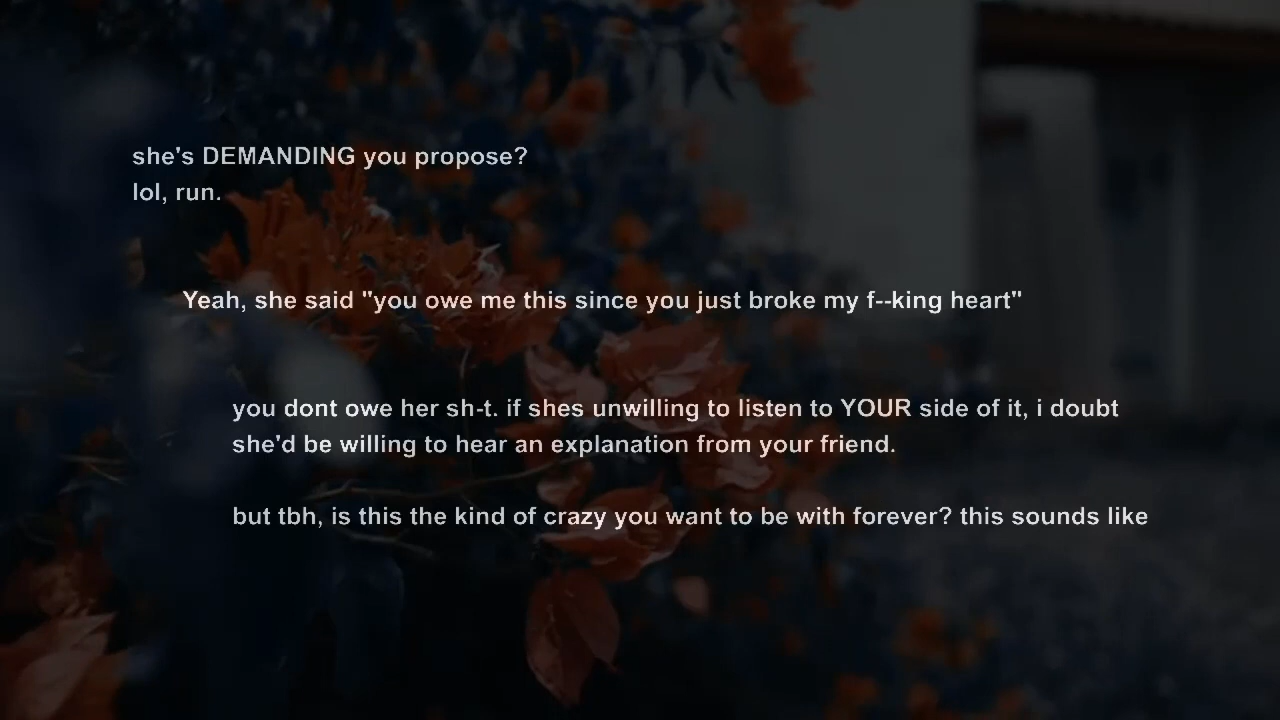 she's DEMANDING you propose?
lol, run.
Yeah, she said "you owe me this since you just broke my f--king heart"
you dont owe her sh-t. if shes unwilling to listen to YOUR side of it, i doubt
she'd be willing to hear an explanation from your friend.
but tbh, is this the kind of crazy you want to be with forever? this sounds like